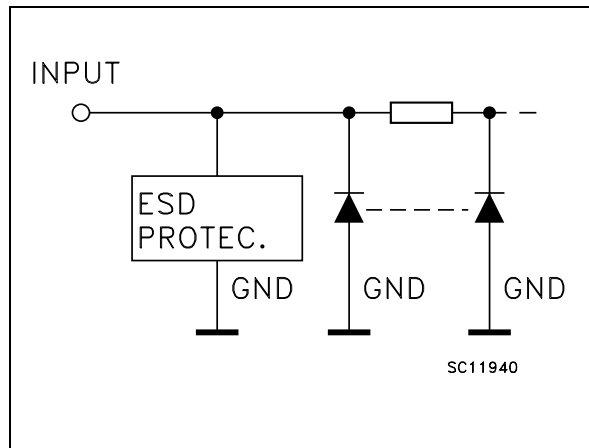 INPUT
ESD
PROTEC.
GND
GND
GND
SC11940